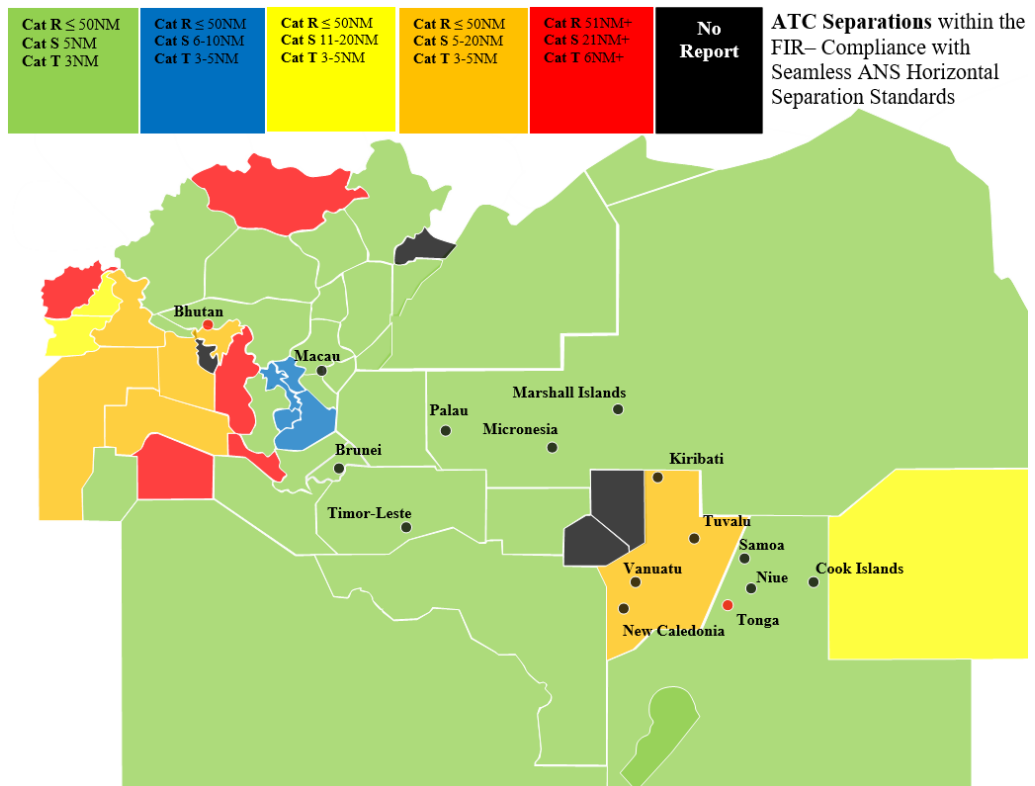 Cat R ≤ 50NM
Cat S 5NM
Cat T 3NM
Cat R ≤ 50NM
Cat S 6-10NM
Cat T 3-5NM
Cat R ≤ 50NM
Cat S 11-20NM
Cat T 3-5NM
Cat R ≤ 50NM
Cat S 5-20NM
Cat T 3-5NM
Cat R 51NM+
Cat S 21NM+
Cat T 6NM+
No
Report
ATC Separations within the
FIR– Compliance with
Seamless ANS Horizontal
Separation Standards
Bhutan
Macau
Marshall Islands
Palau
Micronesia
Brunei
Kiribati
Timor-Leste
Tuvalu
Samoa
Vanuatu
Niue
Cook Islands
New Caledonia
Tonga